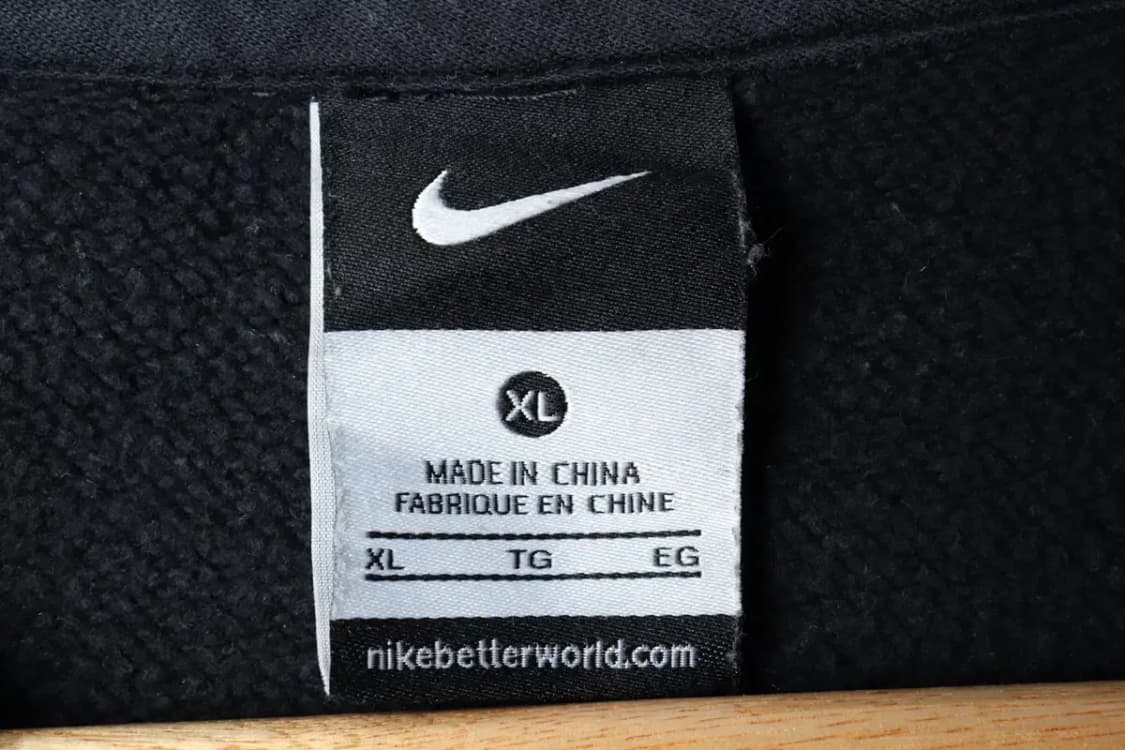 XL
MADE IN CHINA
FABRIQUE EN CHINE
XL TG EG
nikebetterworld.com